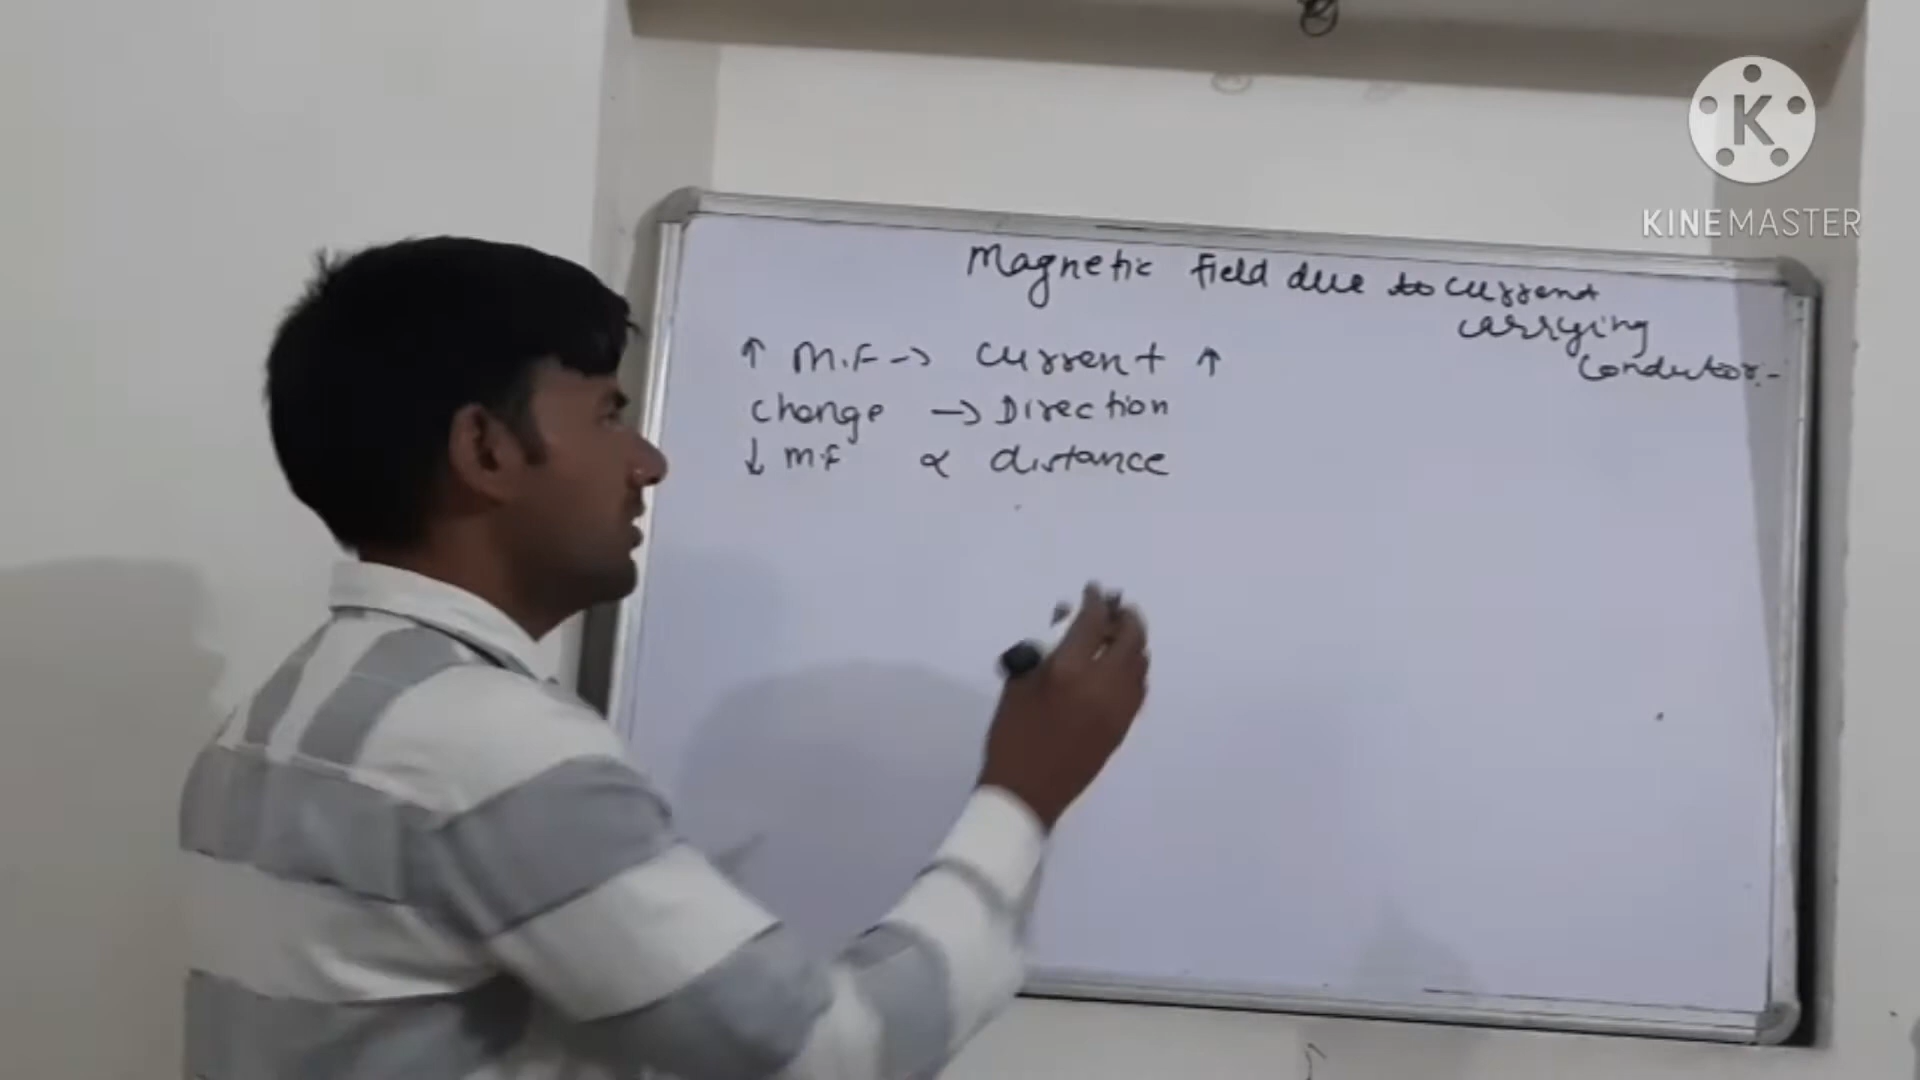 K
KINEMASTER
Magnetic field due to current
carrying
conductor.-
↑ M.F -> current ↑
change -> Direction
↓ m.f ∝ distance